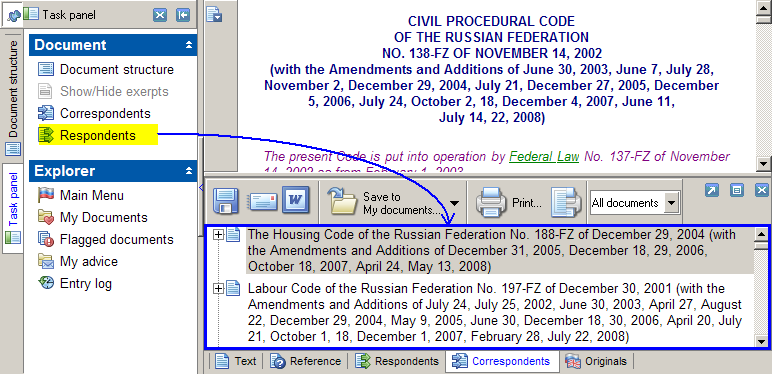 Task panel
Document
Document structure
Show/Hide exerpts
Correspondents
Respondents
Explorer
Main Menu
My Documents
Flagged documents
My advice
Entry log
Document structure
Task panel
CIVIL PROCEDURAL CODE
OF THE RUSSIAN FEDERATION
NO. 138-FZ OF NOVEMBER 14, 2002
(with the Amendments and Additions of June 30, 2003, June 7, July 28,
November 2, December 29, 2004, July 21, December 27, 2005, December
5, 2006, July 24, October 2, 18, December 4, 2007, June 11,
July 14, 22, 2008)
The present Code is put into operation by Federal Law No. 137-FZ of November
14, 2002 as from February 1, 2003
Save to
My documents...
Print...
All documents
The Housing Code of the Russian Federation No. 188-FZ of December 29, 2004 (with
the Amendments and Additions of December 31, 2005, December 18, 29, 2006,
October 18, 2007, April 24, May 13, 2008)
Labour Code of the Russian Federation No. 197-FZ of December 30, 2001 (with the
Amendments and Additions of July 24, July 25, 2002, June 30, 2003, April 27, August
22, December 29, 2004, May 9, 2005, June 30, December 18, 30, 2006, April 20, July
21, October 1, 18, December 1, 2007, February 28, July 22, 2008)
Text
Reference
Respondents
Correspondents
Originals